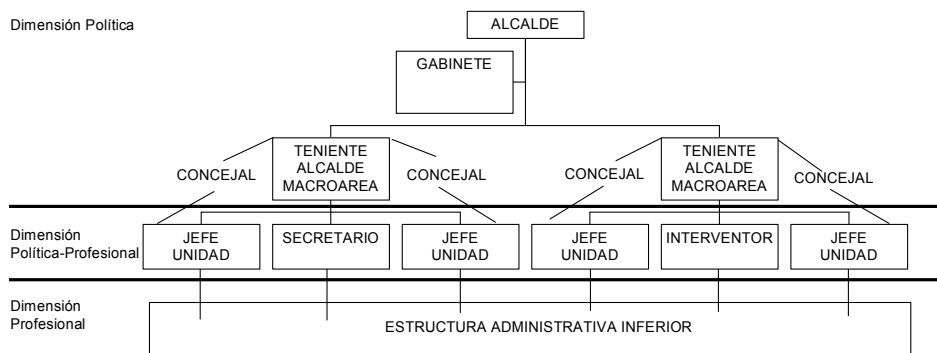 Dimensión Política
ALCALDE
GABINETE
TENIENTE
ALCALDE
MACROAREA
TENIENTE
ALCALDE
MACROAREA
CONCEJAL
CONCEJAL
CONCEJAL
CONCEJAL
Dimensión
Política-Profesional
JEFE
UNIDAD
SECRETARIO
JEFE
UNIDAD
JEFE
UNIDAD
INTERVENTOR
JEFE
UNIDAD
Dimensión
Profesional
ESTRUCTURA ADMINISTRATIVA INFERIOR